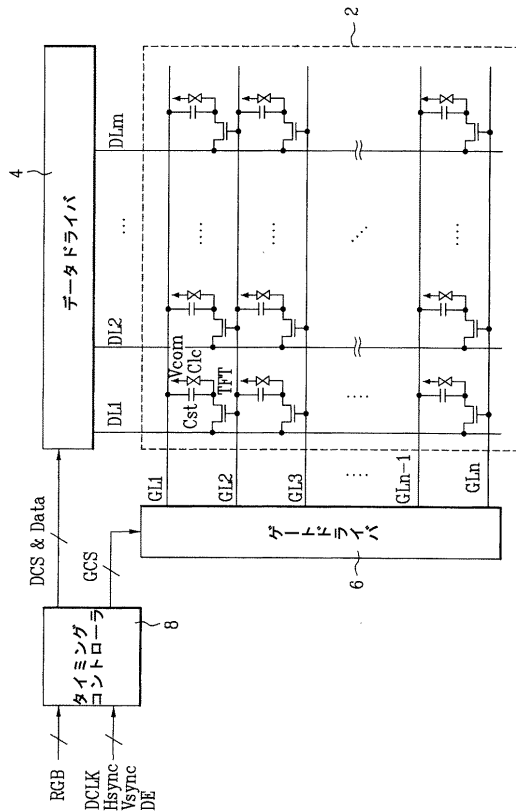 RGB
DCLK
Hsync
Vsync
DE
タイミング
コントローラ
8
DCS & Data
GCS
データドライバ
4
ゲートドライバ
6
DL1
DL2
...
DLm
GL1
GL2
GL3
GLn-1
GLn
Vcom
Clc
Cst
TFT
2